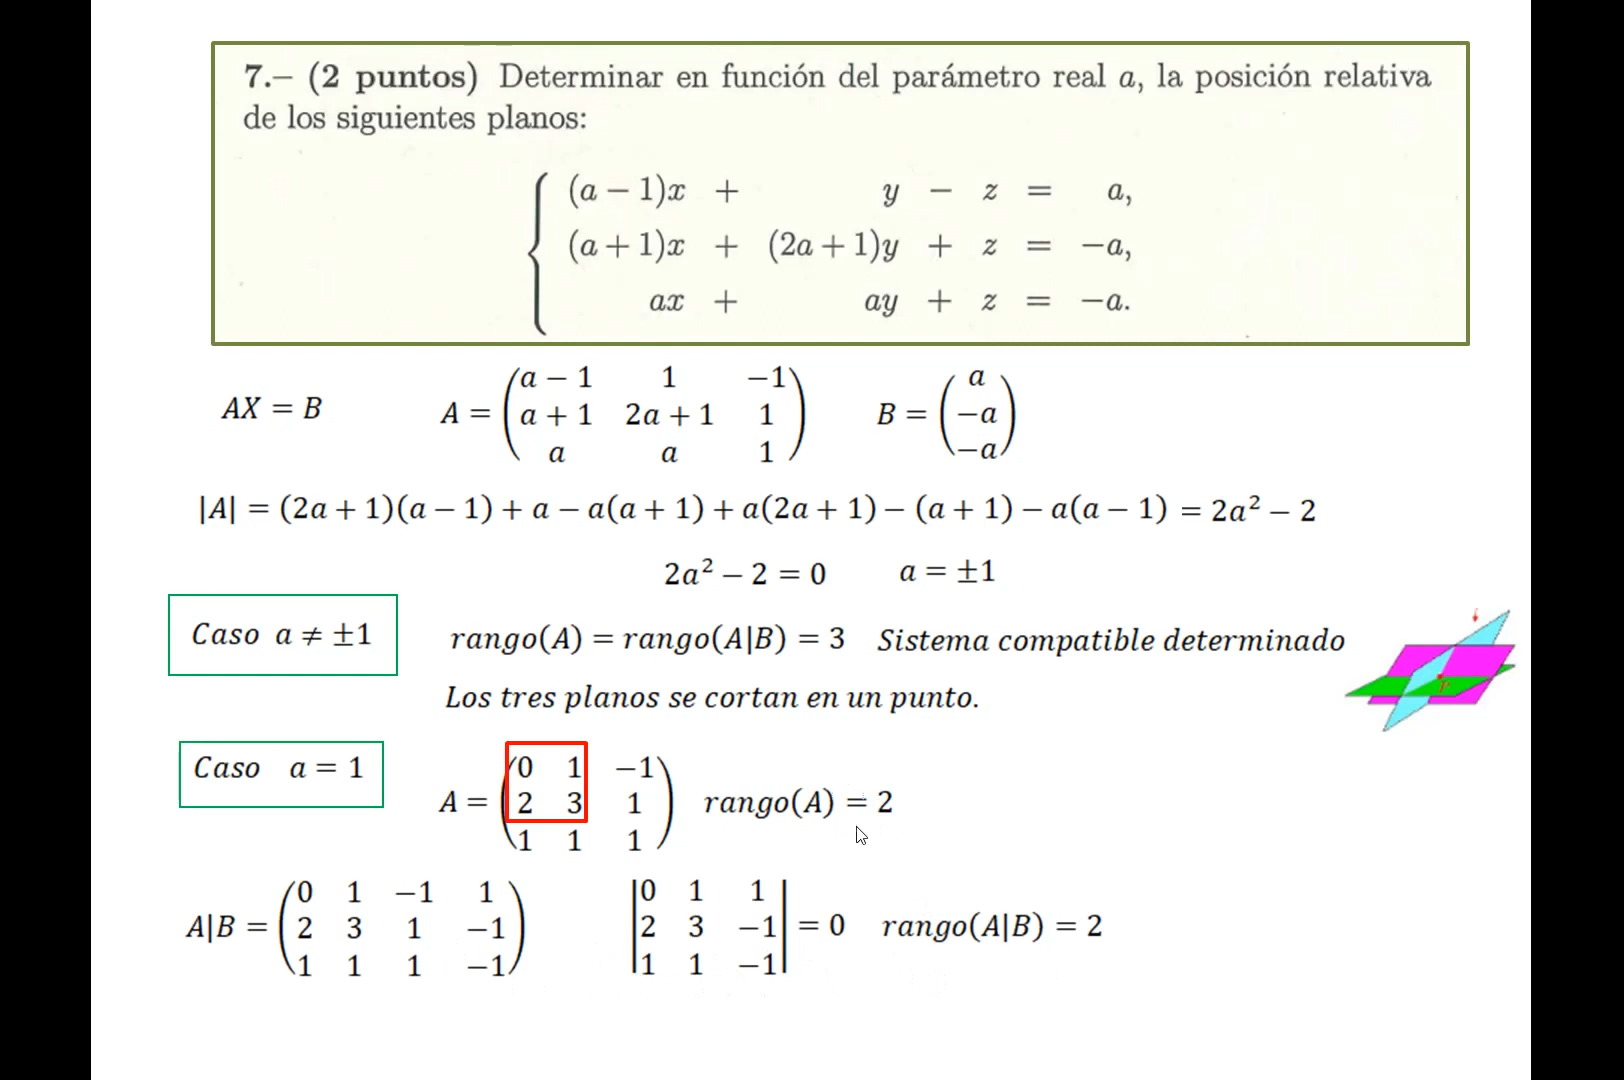 7.– (2 puntos) Determinar en función del parámetro real a, la posición relativa
de los siguientes planos:
(a − 1)x + y − z = a,
(a + 1)x + (2a + 1)y + z = −a,
ax + ay + z = −a.
AX = B A = (a − 1 1 −1
a + 1 2a + 1 1
a a 1) B = (a
−a
−a)
|A| = (2a + 1)(a − 1) + a − a(a + 1) + a(2a + 1) − (a + 1) − a(a − 1) = 2a² − 2
2a² − 2 = 0 a = ±1
Caso a ≠ ±1 rango(A) = rango(A|B) = 3 Sistema compatible determinado
Los tres planos se cortan en un punto.
Caso a = 1
A = (0 1 −1
2 3 1
1 1 1) rango(A) = 2
A|B = (0 1 −1 1
2 3 1 −1
1 1 1 −1)
|0 1 1
2 3 −1
1 1 −1| = 0 rango(A|B) = 2